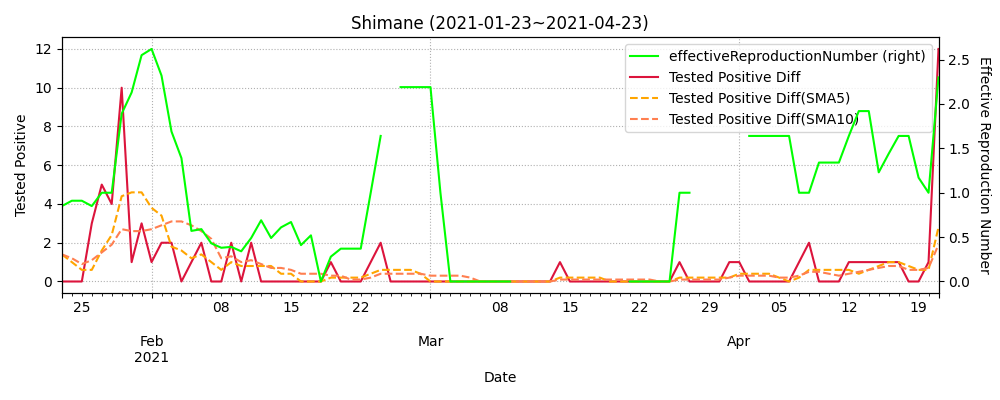 Shimane (2021-01-23~2021-04-23)
effectiveReproductionNumber (right)
Tested Positive Diff
Tested Positive Diff(SMA5)
Tested Positive Diff(SMA10)
Tested Positive
12
10
8
6
4
2
0
Effective Reproduction Number
2.5
2.0
1.5
1.0
0.5
0.0
25 08 15 22 08 15 22 29 05 12 19
Feb Mar Apr
2021
Date